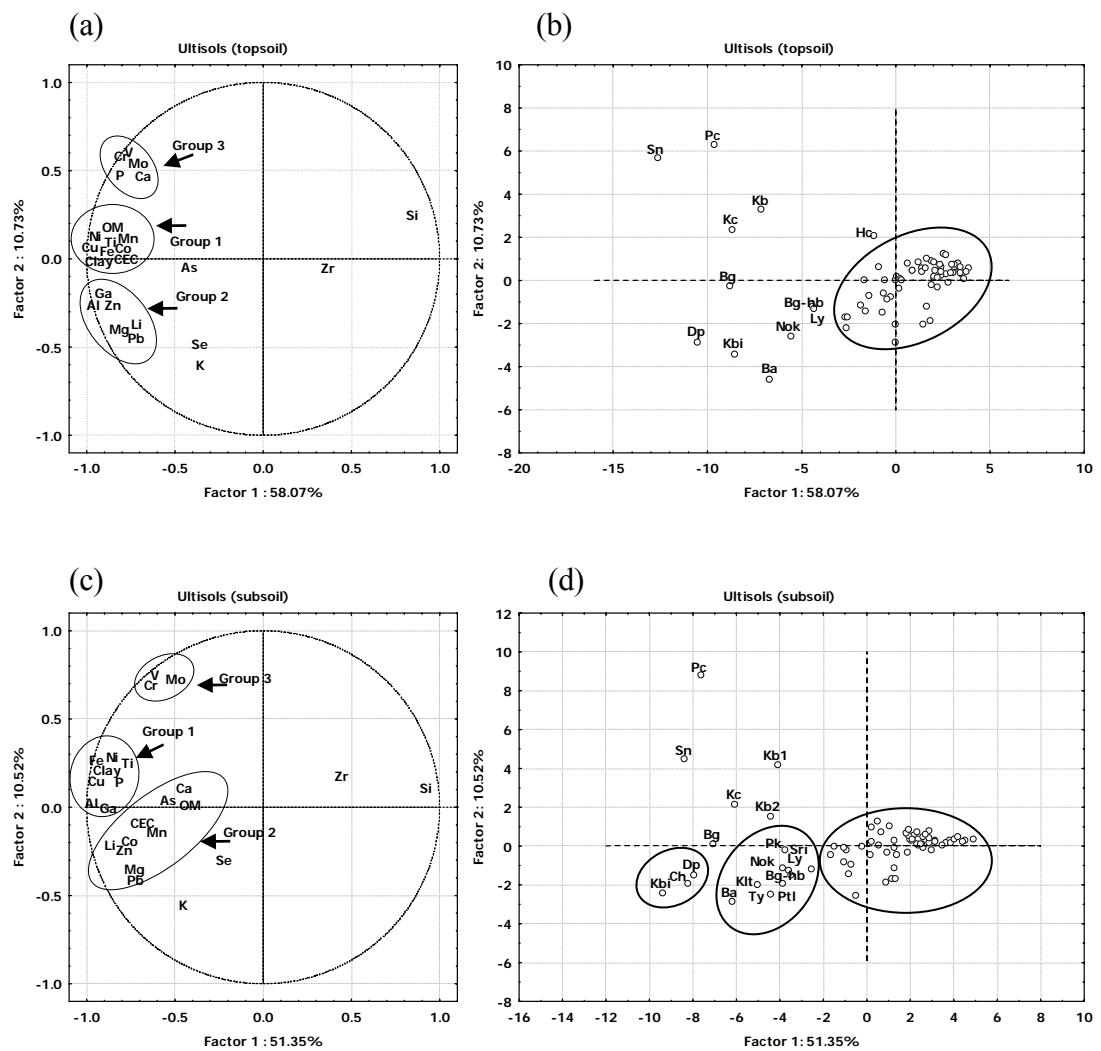 (a)
Ultisols (topsoil)
1.0
0.5
0.0
-0.5
-1.0
Factor 2 : 10.73%
Cr V
Mo
P Ca
Group 3
OM
Ni Ti Mn
Cu Fe Co
Clay CEC
Group 1
As
Ga
Al Zn
Group 2
Mg Li
Pb
Se
K
Zr
Si
-1.0 -0.5 0.0 0.5 1.0
Factor 1 : 58.07%
(b)
Ultisols (topsoil)
10
8
6
4
2
0
-2
-4
-6
-8
Factor 2: 10.73%
Sn
Pc
Kb
Kc
Hc
Bg
Bg-hb
Ly
Nok
Dp
Kbi
Ba
-20 -15 -10 -5 0 5 10
Factor 1: 58.07%
(c)
Ultisols (subsoil)
1.0
0.5
0.0
-0.5
-1.0
Factor 2 : 10.52%
V
Cr Mo
Group 3
Group 1
Fe Ni Ti
Clay
Cu P
Al Ga
Ca
As OM
CEC
Mn
Group 2
Li Co
Zn
Se
Mg
Pb
K
Zr
Si
-1.0 -0.5 0.0 0.5 1.0
Factor 1 : 51.35%
(d)
Ultisols (subsoil)
12
10
8
6
4
2
0
-2
-4
-6
-8
Factor 2: 10.52%
Pc
Sn
Kb1
Kc
Kb2
Bg
Pk
Sri
Dp
Nok Ly
Ch
Kbi
Klt Bg-hb
Ba
Ty Ptl
-16 -14 -12 -10 -8 -6 -4 -2 0 2 4 6 8 10
Factor 1: 51.35%